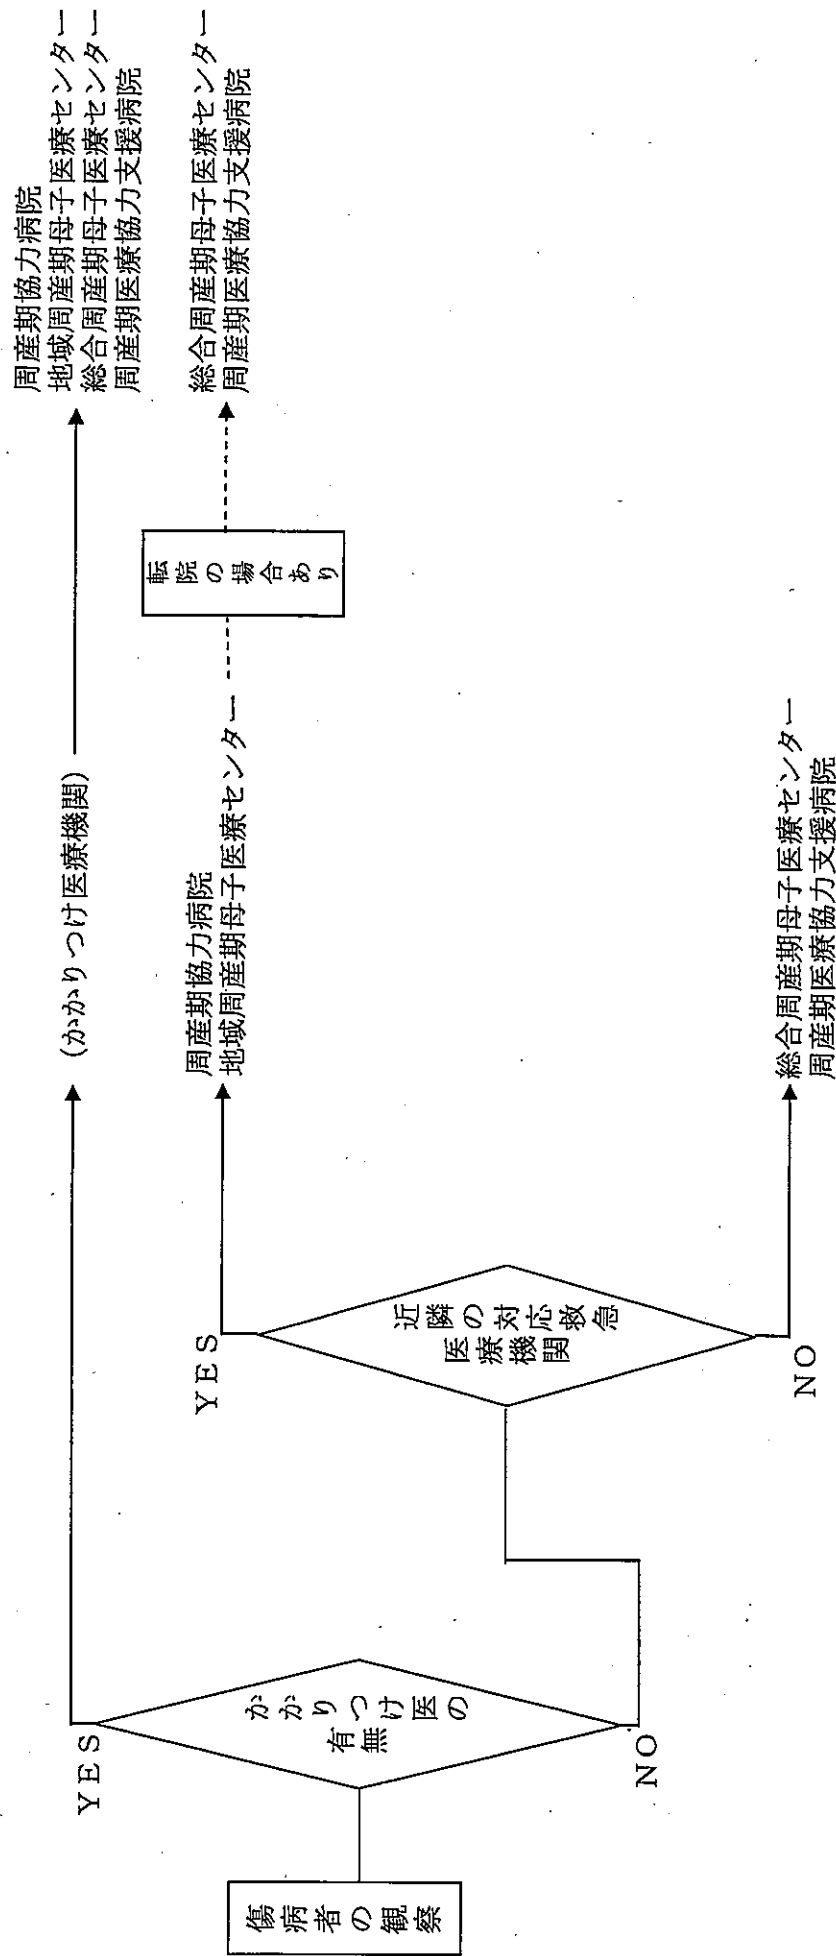 傷病者の観察
かかりつけ医の
有無
YES
NO
(かかりつけ医療機関)
周産期協力病院
地域周産期母子医療センター
総合周産期母子医療センター
周産期医療協力支援病院
近隣の対応救急
医療機関
YES
NO
周産期協力病院
地域周産期母子医療センター
転院の場合あり
総合周産期母子医療センター
周産期医療協力支援病院
総合周産期母子医療センター
周産期医療協力支援病院